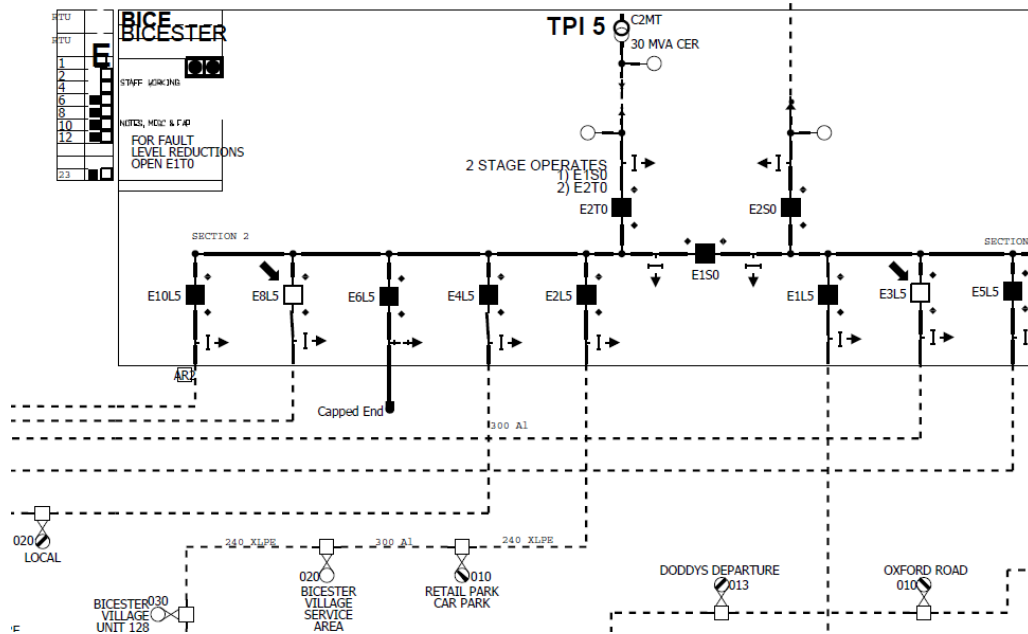 RTU
RTU
1
2
4
6
8
10
12
23
E
BICE
BICESTER
STAFF WORKING
NOTES, MISC & FAP
FOR FAULT
LEVEL REDUCTIONS
OPEN E1T0
TPI 5
C2MT
30 MVA CER
2 STAGE OPERATES
1) E1S0
2) E2T0
E2T0
E2S0
SECTION 2
E1S0
SECTION
E10L5
E8L5
E6L5
E4L5
E2L5
E1L5
E3L5
E5L5
AR2
Capped End
300 Al
020
LOCAL
240 XLPE
300 Al
240 XLPE
020
BICESTER
VILLAGE
SERVICE
AREA
010
RETAIL PARK
CAR PARK
DODDYS DEPARTURE
013
OXFORD ROAD
010
030
BICESTER
VILLAGE
UNIT 128